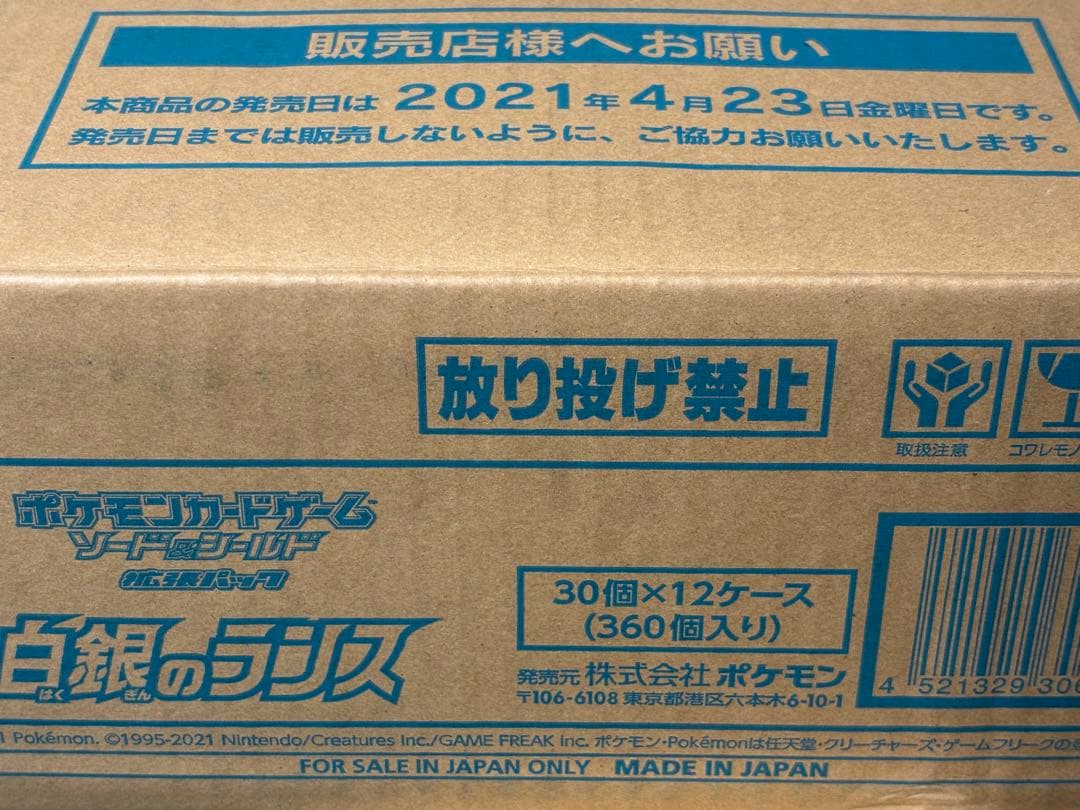 販売店様へお願い
本商品の発売日は 2021年4月23日金曜日です。
発売日までは販売しないように、ご協力お願いいたします。
放り投げ禁止
取扱注意
コワレモノ
ポケモンカードゲーム
ソード&シールド
拡張パック
白銀のランス
はく ぎん
30個×12ケース
(360個入り)
発売元 株式会社 ポケモン
〒106-6108 東京都港区六本木6-10-1
4 521329 30
Pokémon. ©1995-2021 Nintendo/Creatures Inc./GAME FREAK inc. ポケモン・Pokémonは任天堂・クリーチャーズ・ゲームフリークの
FOR SALE IN JAPAN ONLY MADE IN JAPAN